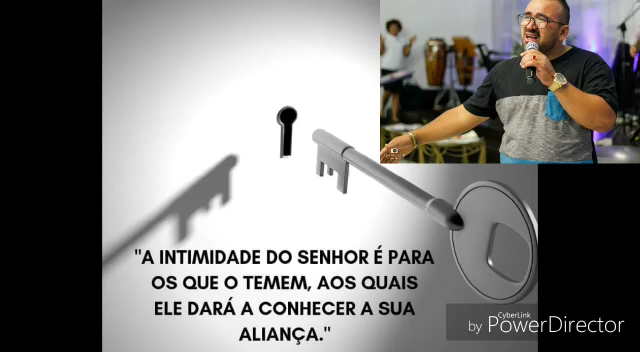 "A INTIMIDADE DO SENHOR É PARA
OS QUE O TEMEM, AOS QUAIS
ELE DARÁ A CONHECER A SUA
ALIANÇA."
CyberLink
by PowerDirector